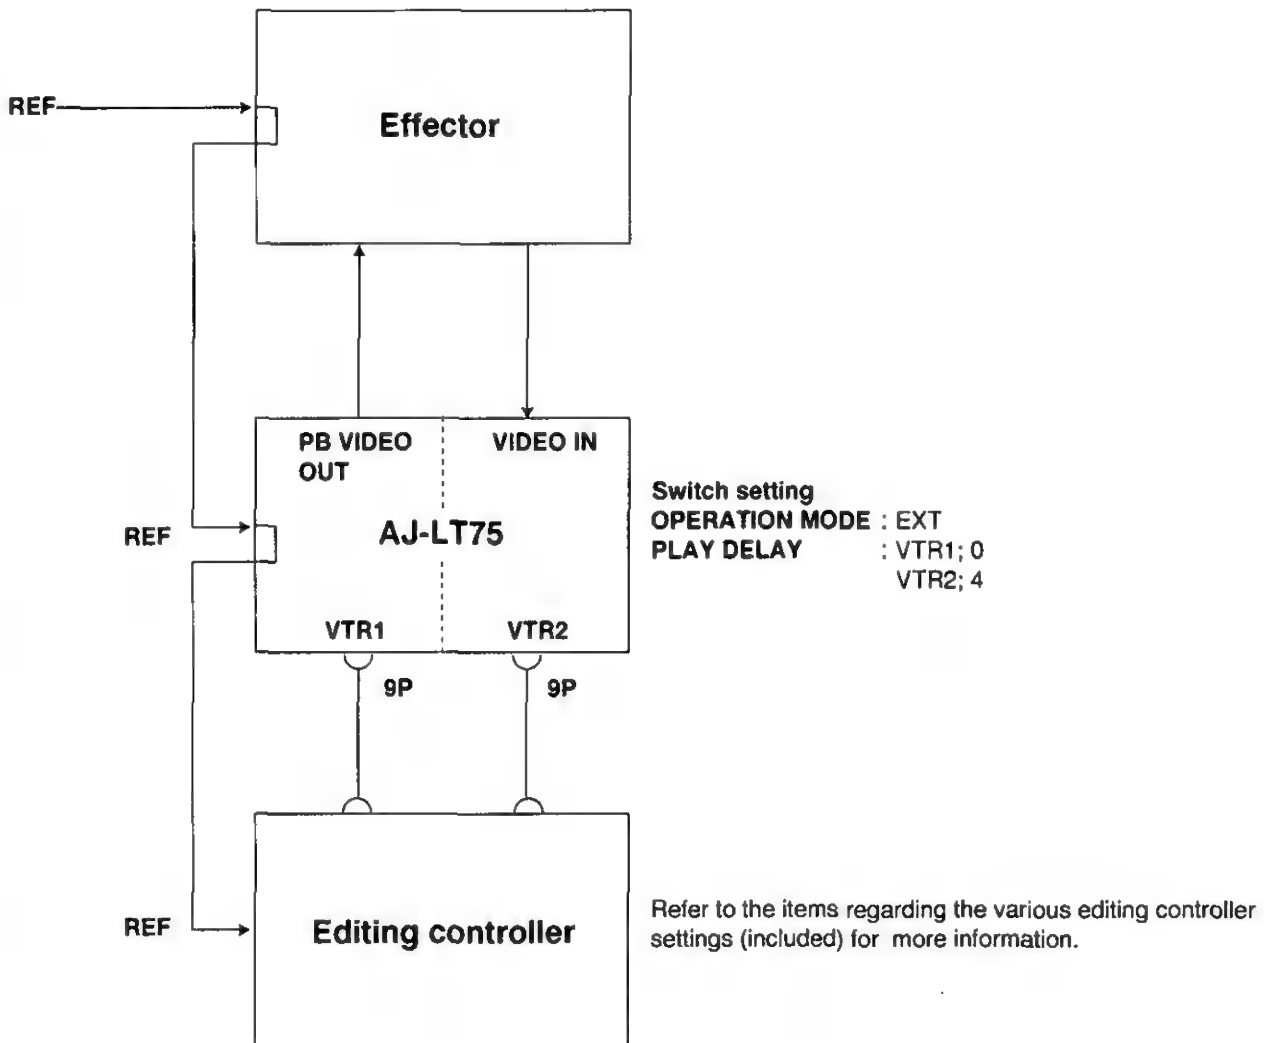 REF
Effector
PB VIDEO
OUT
VIDEO IN
REF
AJ-LT75
VTR1
VTR2
Switch setting
OPERATION MODE : EXT
PLAY DELAY : VTR1; 0
VTR2; 4
9P
9P
REF
Editing controller
Refer to the items regarding the various editing controller
settings (included) for more information.